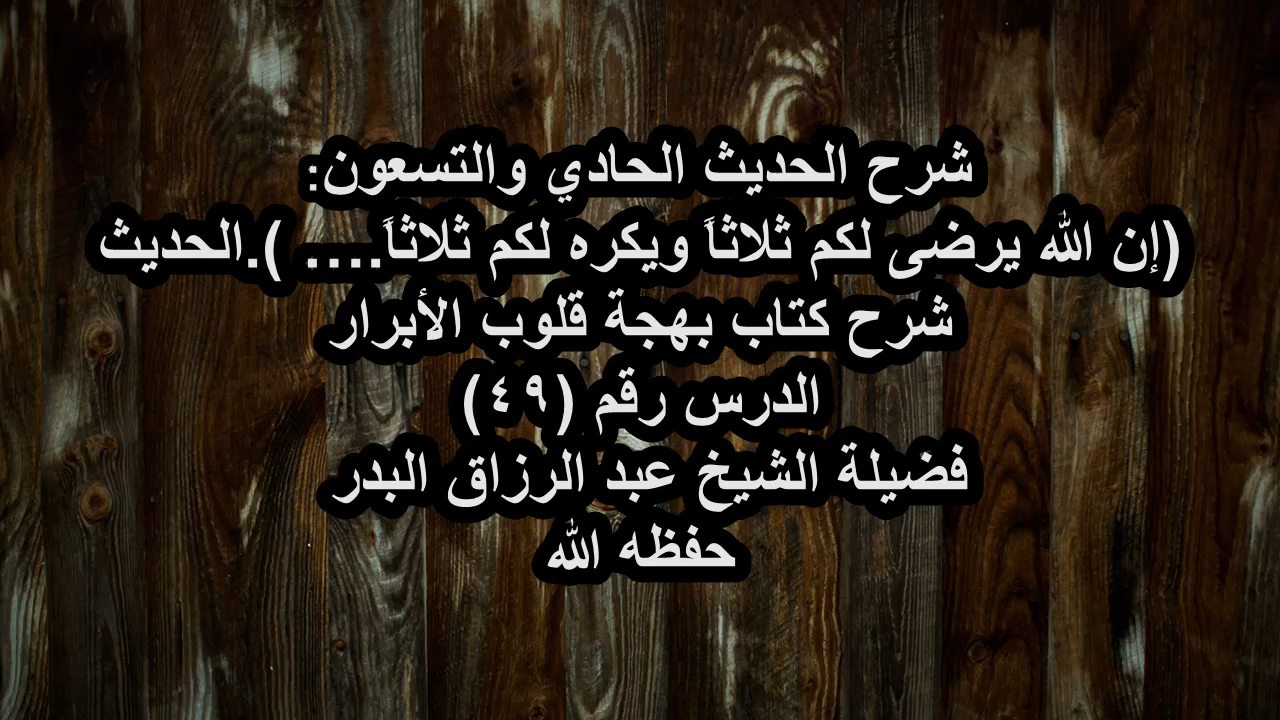 شرح الحديث الحادي والتسعون:
(إن الله يرضى لكم ثلاثاً ويكره لكم ثلاثاً.... ).الحديث
شرح كتاب بهجة قلوب الأبرار
الدرس رقم (٤٩)
فضيلة الشيخ عبد الرزاق البدر
حفظه الله